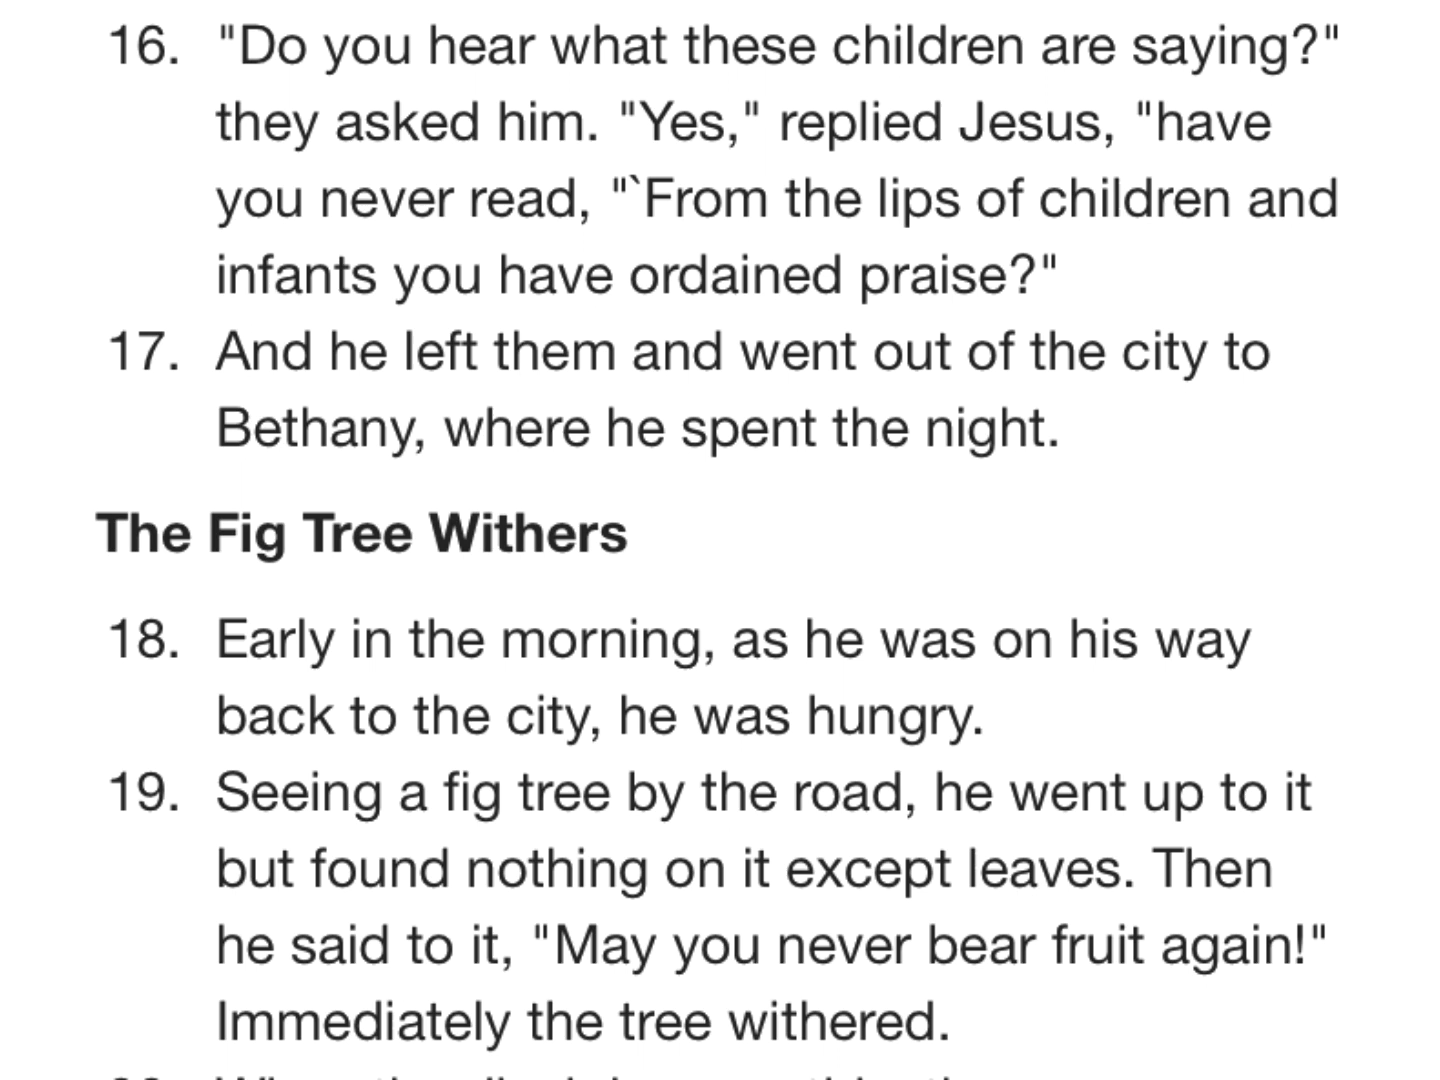 16. "Do you hear what these children are saying?"
they asked him. "Yes," replied Jesus, "have
you never read, "`From the lips of children and
infants you have ordained praise?"
17. And he left them and went out of the city to
Bethany, where he spent the night.
The Fig Tree Withers
18. Early in the morning, as he was on his way
back to the city, he was hungry.
19. Seeing a fig tree by the road, he went up to it
but found nothing on it except leaves. Then
he said to it, "May you never bear fruit again!"
Immediately the tree withered.